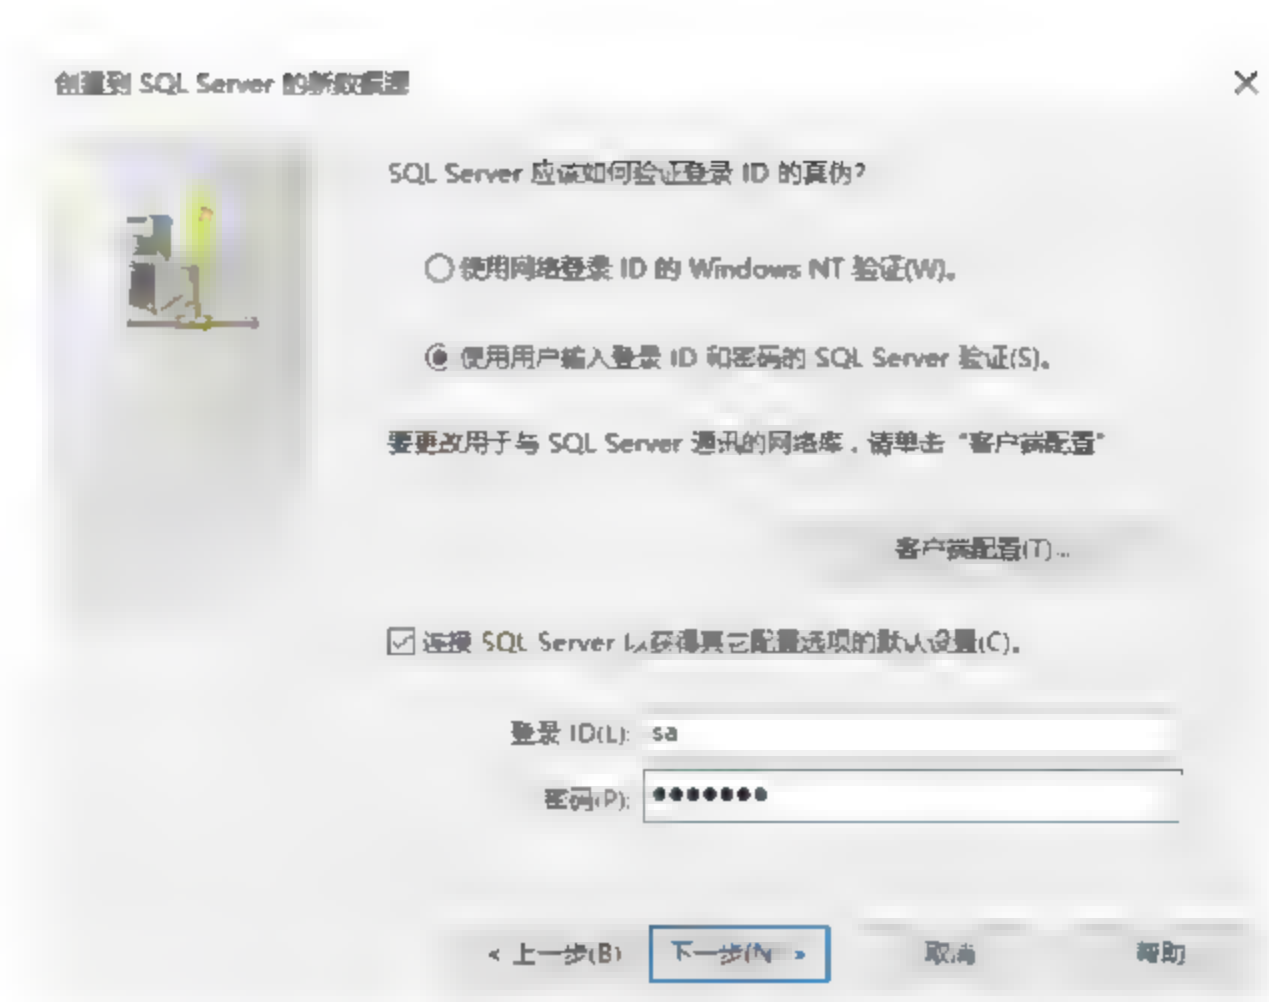 创建到 SQL Server 的新数据源
SQL Server 应该如何验证登录 ID 的真伪?
使用网络登录 ID 的 Windows NT 验证(W)。
使用用户输入登录 ID 和密码的 SQL Server 验证(S)。
要更改用于与 SQL Server 通讯的网络库，请单击“客户端配置”
客户端配置(T)...
连接 SQL Server 以获得其它配置选项的默认设置(C)。
登录 ID(L): sa
密码(P): ●●●●●●●
< 上一步(B)
下一步(N >
取消
帮助